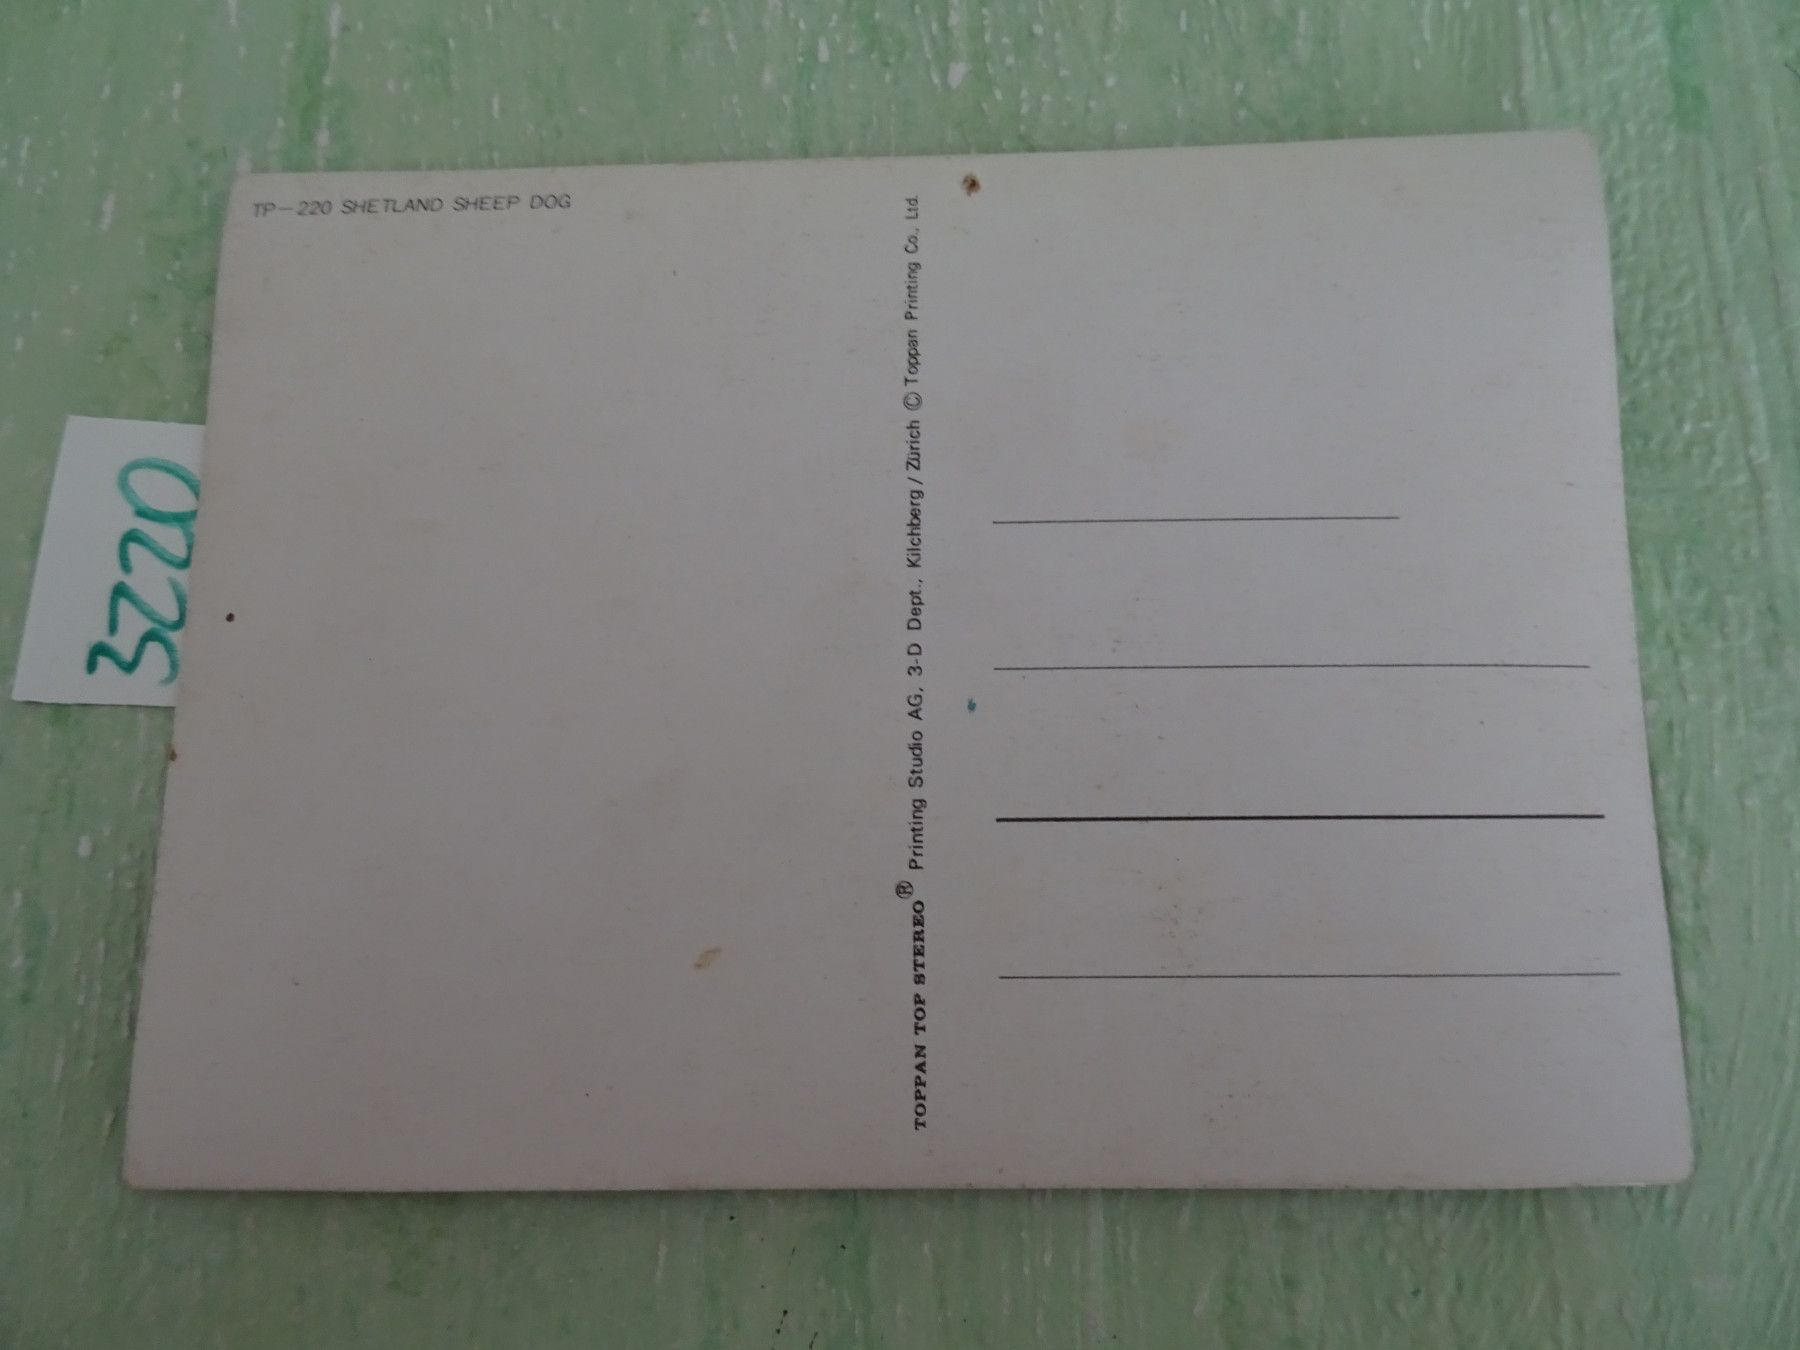 TP-220 SHETLAND SHEEP DOG
TOPPAN TOP STEREO® Printing Studio AG, 3-D Dept., Kilchberg / Zürich © Toppan Printing Co., Ltd.
3220